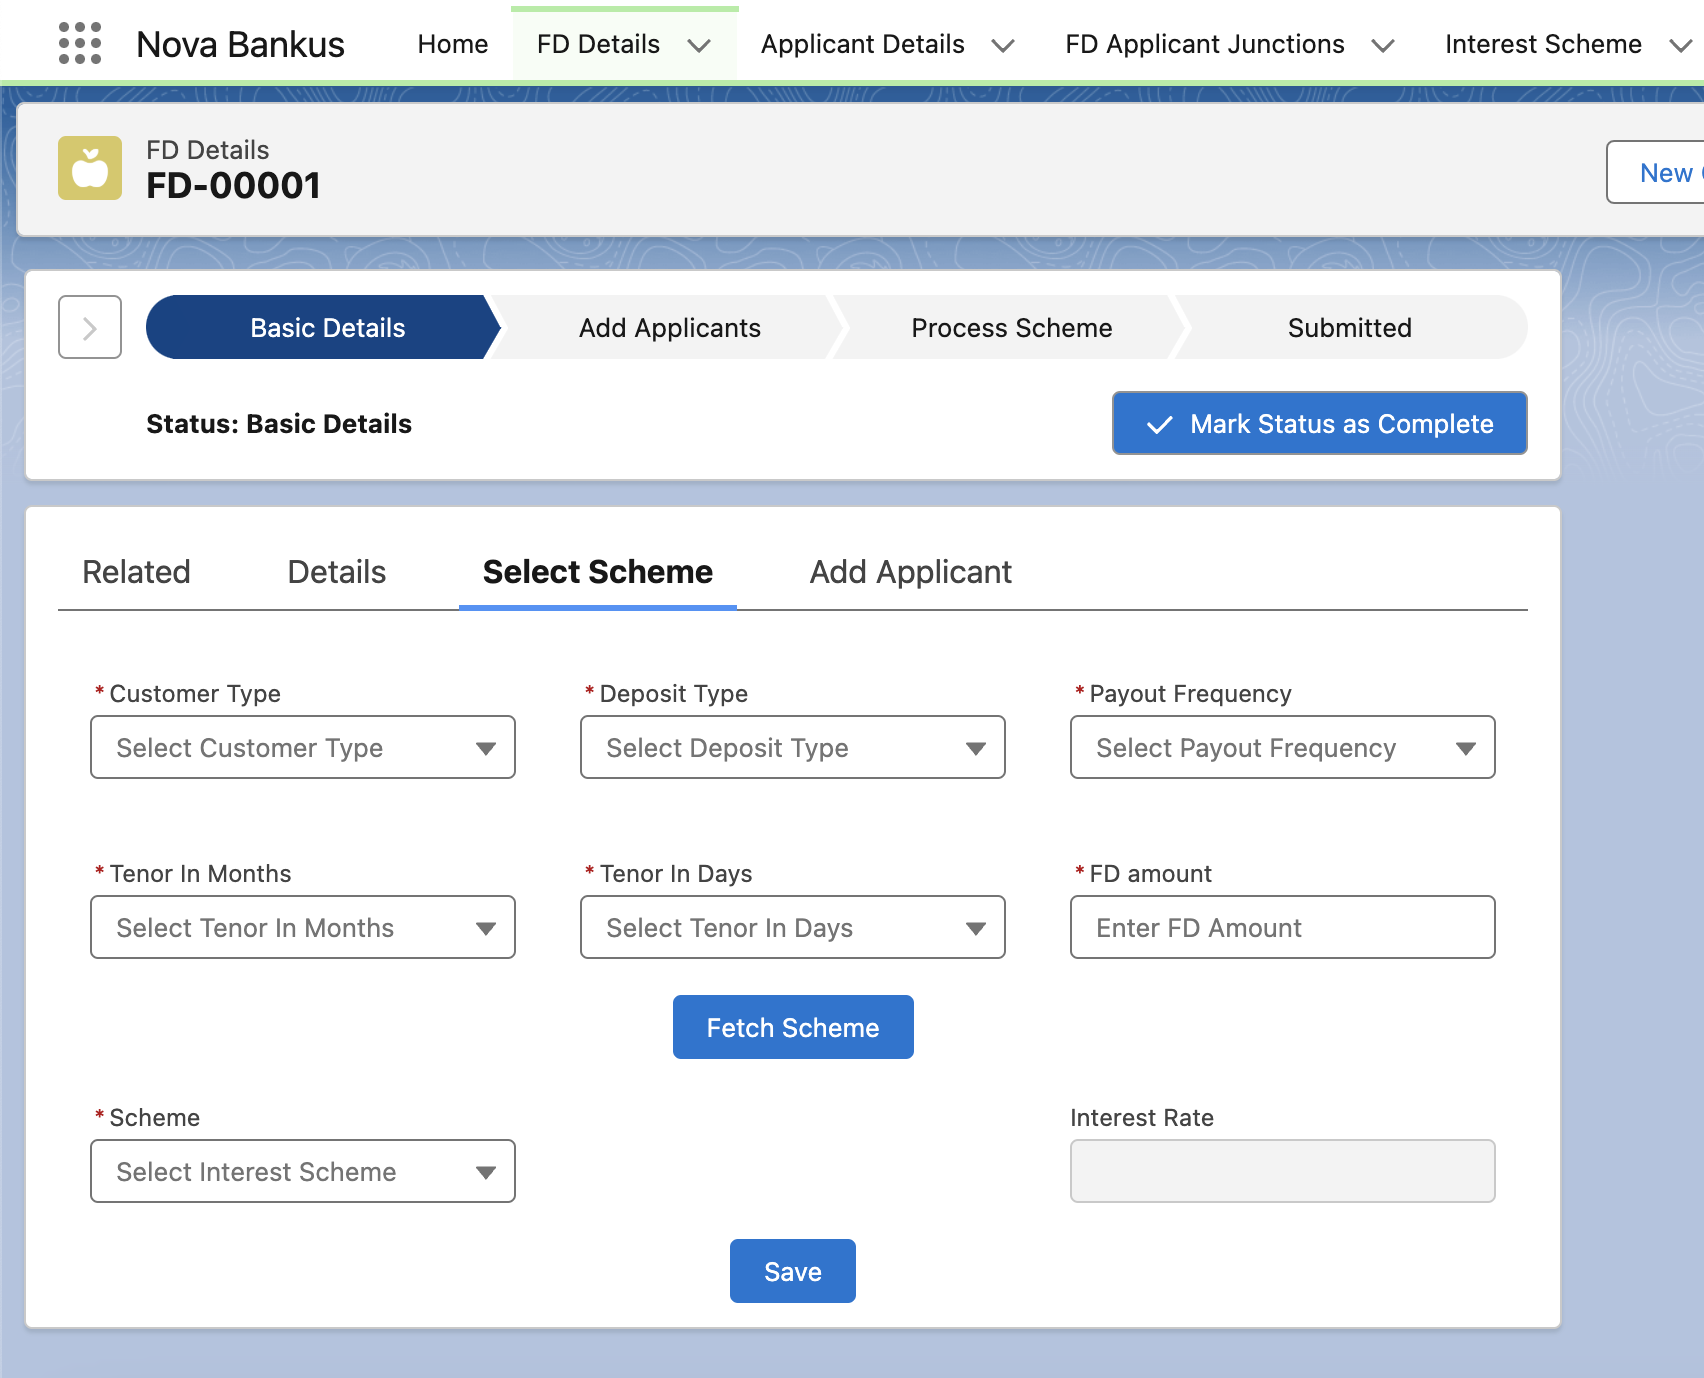 Nova Bankus Home FD Details Applicant Details FD Applicant Junctions Interest Scheme
FD Details
FD-00001
New
Basic Details Add Applicants Process Scheme Submitted
Status: Basic Details Mark Status as Complete
Related Details Select Scheme Add Applicant
* Customer Type * Deposit Type * Payout Frequency
Select Customer Type Select Deposit Type Select Payout Frequency
* Tenor In Months * Tenor In Days * FD amount
Select Tenor In Months Select Tenor In Days Enter FD Amount
Fetch Scheme
* Scheme Interest Rate
Select Interest Scheme
Save